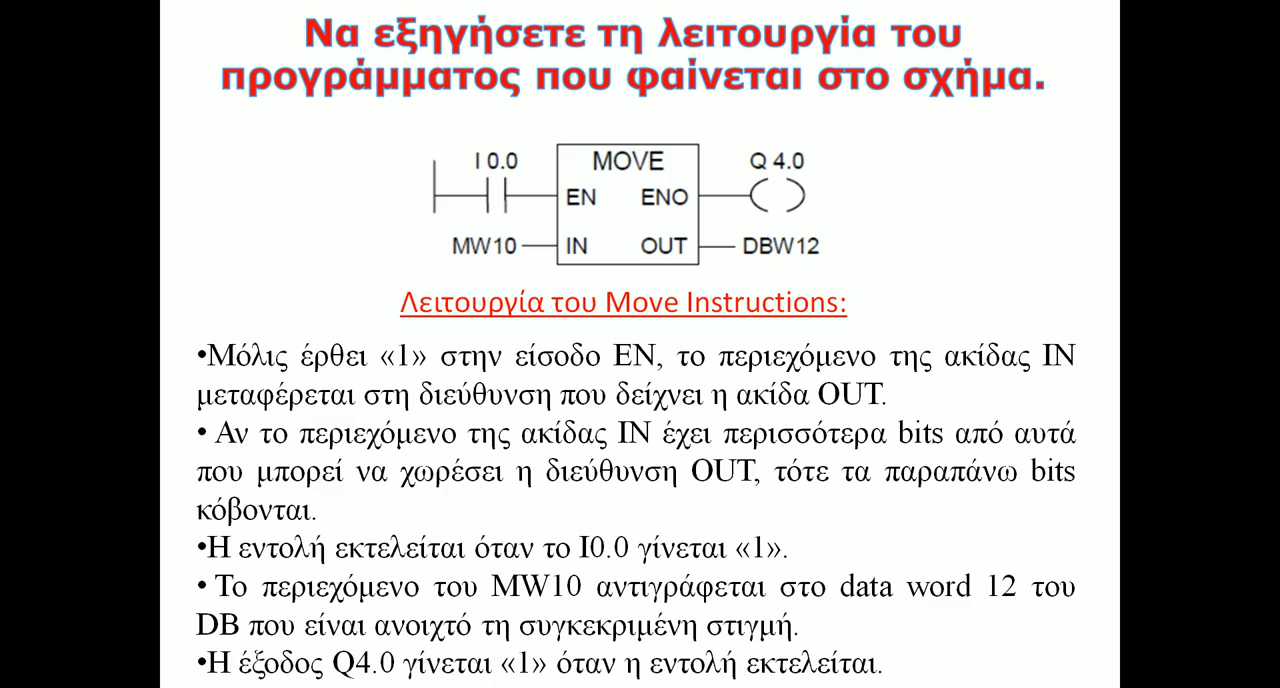 Να εξηγήσετε τη λειτουργία του
προγράμματος που φαίνεται στο σχήμα.
I 0.0 MOVE Q 4.0
EN ENO
MW10 IN OUT DBW12
Λειτουργία του Move Instructions:
•Μόλις έρθει «1» στην είσοδο EN, το περιεχόμενο της ακίδας IN
μεταφέρεται στη διεύθυνση που δείχνει η ακίδα OUT.
• Αν το περιεχόμενο της ακίδας IN έχει περισσότερα bits από αυτά
που μπορεί να χωρέσει η διεύθυνση OUT, τότε τα παραπάνω bits
κόβονται.
•Η εντολή εκτελείται όταν το I0.0 γίνεται «1».
• Το περιεχόμενο του MW10 αντιγράφεται στο data word 12 του
DB που είναι ανοιχτό τη συγκεκριμένη στιγμή.
•Η έξοδος Q4.0 γίνεται «1» όταν η εντολή εκτελείται.